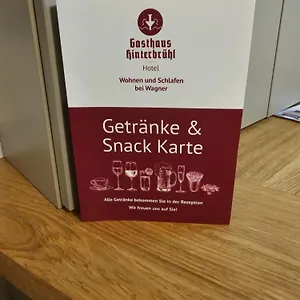 Gasthaus
Hinterbrühl
Hotel
Wohnen und Schlafen
bei Wagner
Getränke &
Snack Karte
Alle Getränke bekommen Sie in der Rezeption
Wir freuen uns auf Sie!